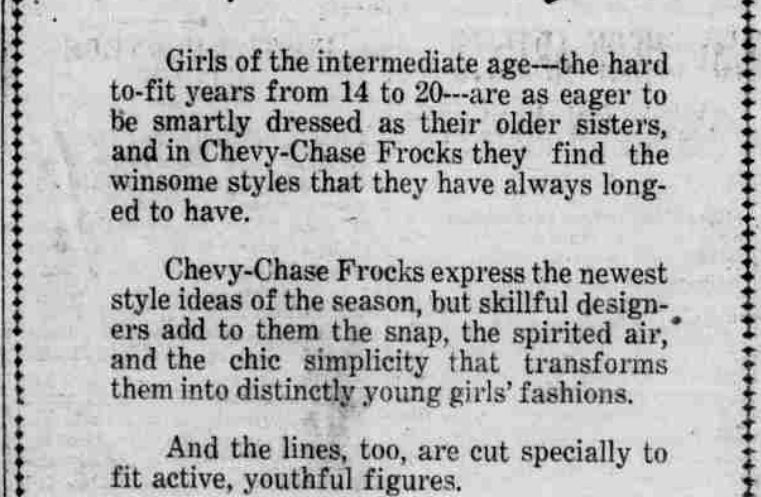 Girls of the intermediate age—the hard
to-fit years from 14 to 20---are as eager to
be smartly dressed as their older sisters,
and in Chevy-Chase Frocks they find the
winsome styles that they have always long-
ed to have.
Chevy-Chase Frocks express the newest
style ideas of the season, but skillful design-
ers add to them the snap, the spirited air,
and the chic simplicity that transforms
them into distinctly young girls' fashions.
And the lines, too, are cut specially to
fit active, youthful figures.